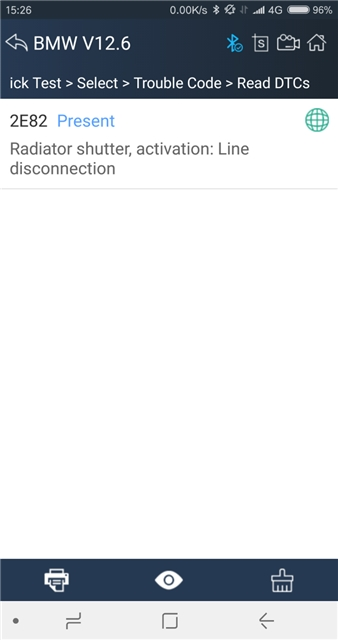 15:26 0.00K/s 4G 96%
BMW V12.6
S
ick Test > Select > Trouble Code > Read DTCs
2E82 Present
Radiator shutter, activation: Line
disconnection